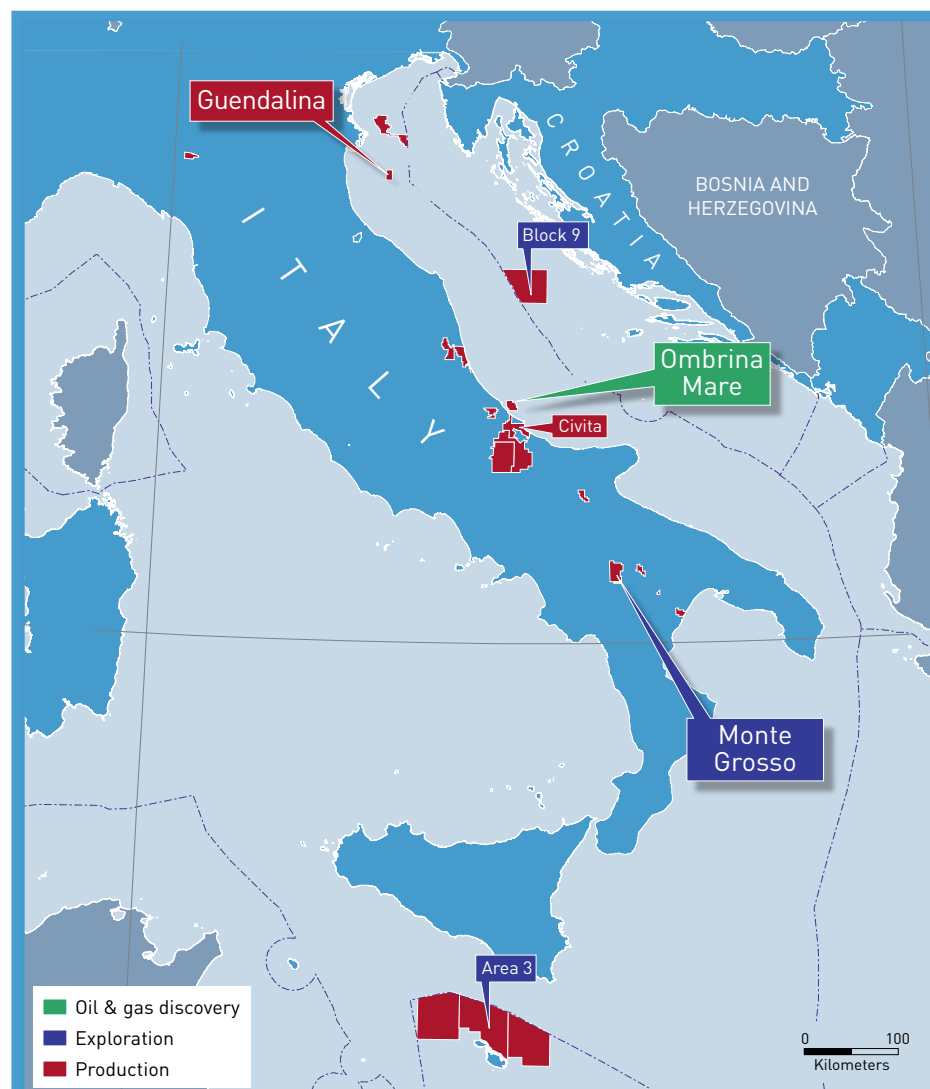 Guendalina
CROATIA
BOSNIA AND
HERZEGOVINA
ITALY
Block 9
Ombrina
Mare
Civita
Monte
Grosso
Area 3
Oil & gas discovery
Exploration
Production
0 100
Kilometers